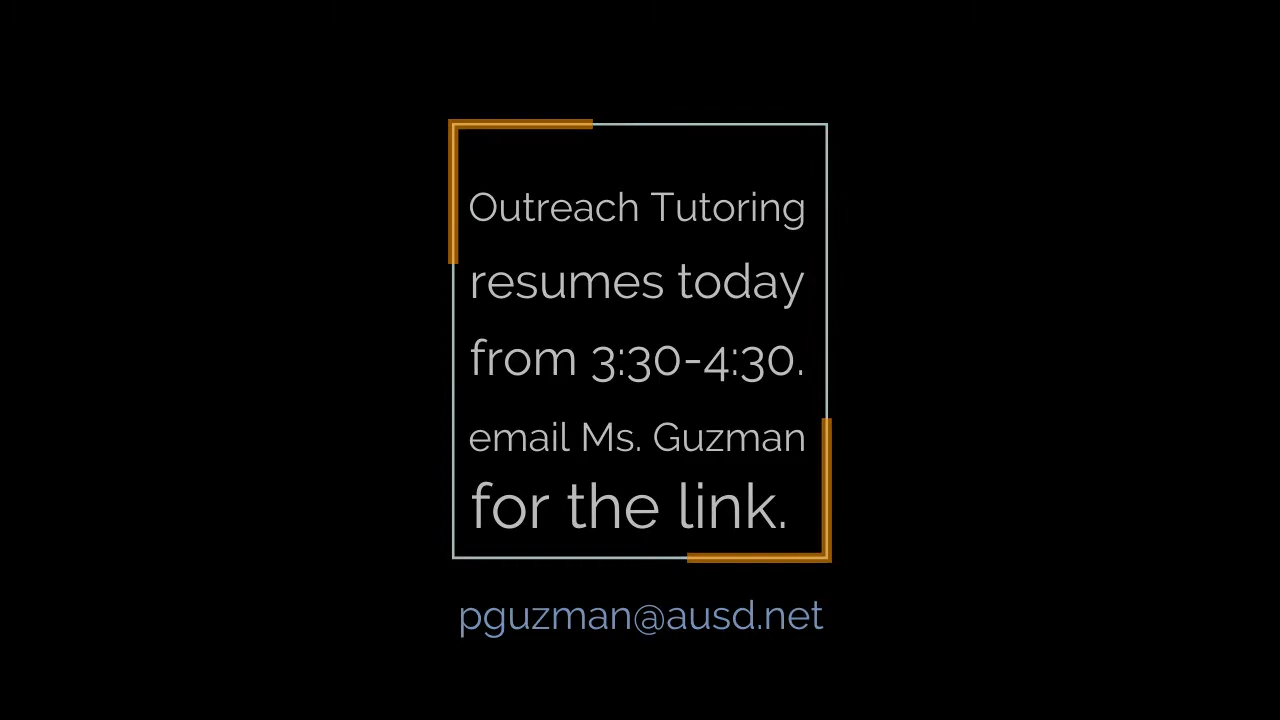 Outreach Tutoring
resumes today
from 3:30-4:30.
email Ms. Guzman
for the link.
pguzman@ausd.net